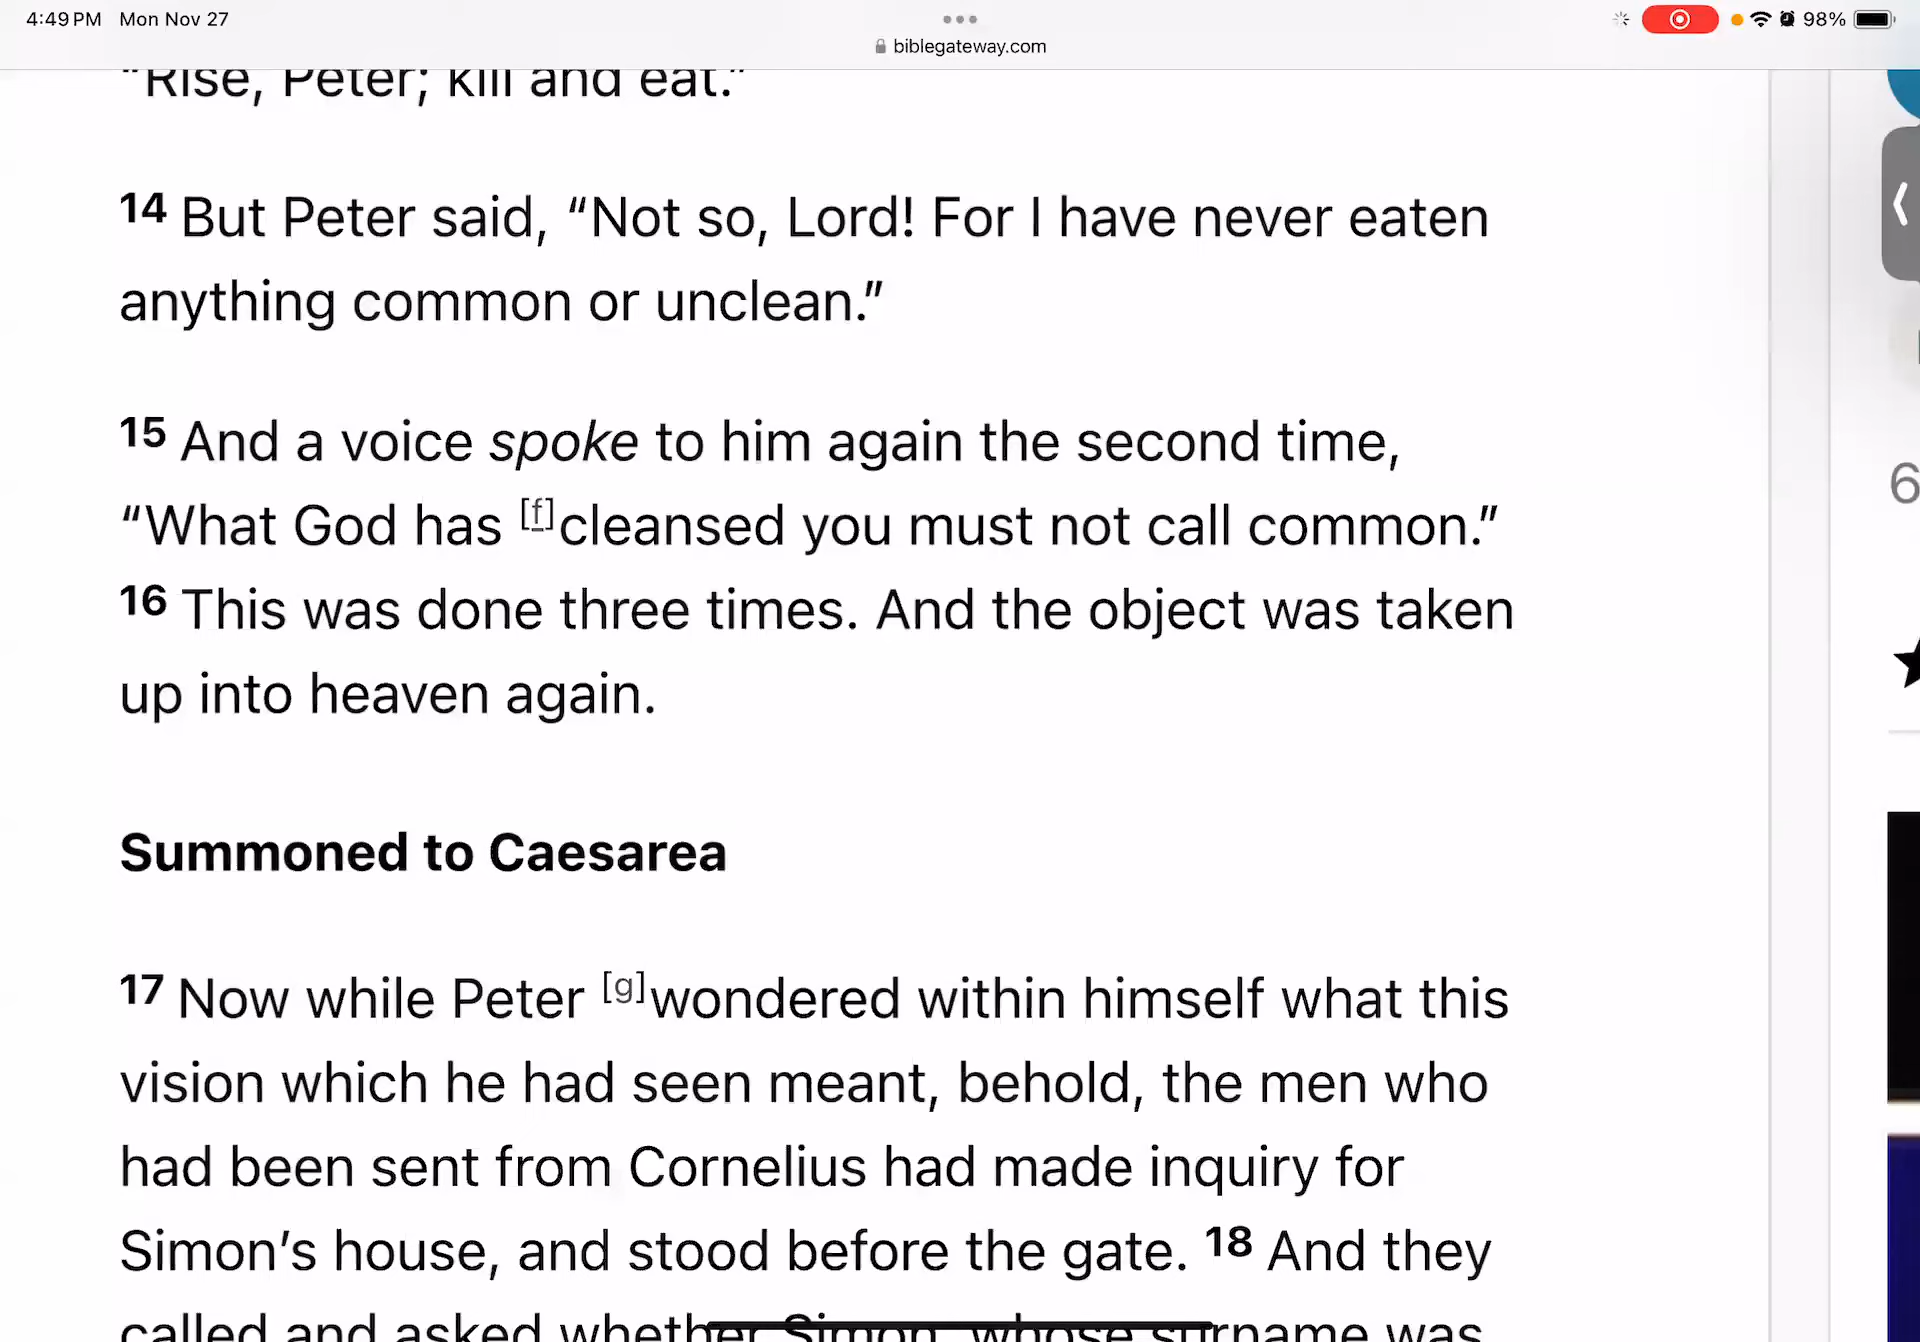 4:49 PM Mon Nov 27
98%
biblegateway.com
“Rise, Peter; kill and eat.”
14 But Peter said, “Not so, Lord! For I have never eaten
anything common or unclean.”
15 And a voice spoke to him again the second time,
“What God has [f]cleansed you must not call common.”
16 This was done three times. And the object was taken
up into heaven again.
Summoned to Caesarea
17 Now while Peter [g]wondered within himself what this
vision which he had seen meant, behold, the men who
had been sent from Cornelius had made inquiry for
Simon’s house, and stood before the gate. 18 And they
called and asked whether Simon, whose surname was
6